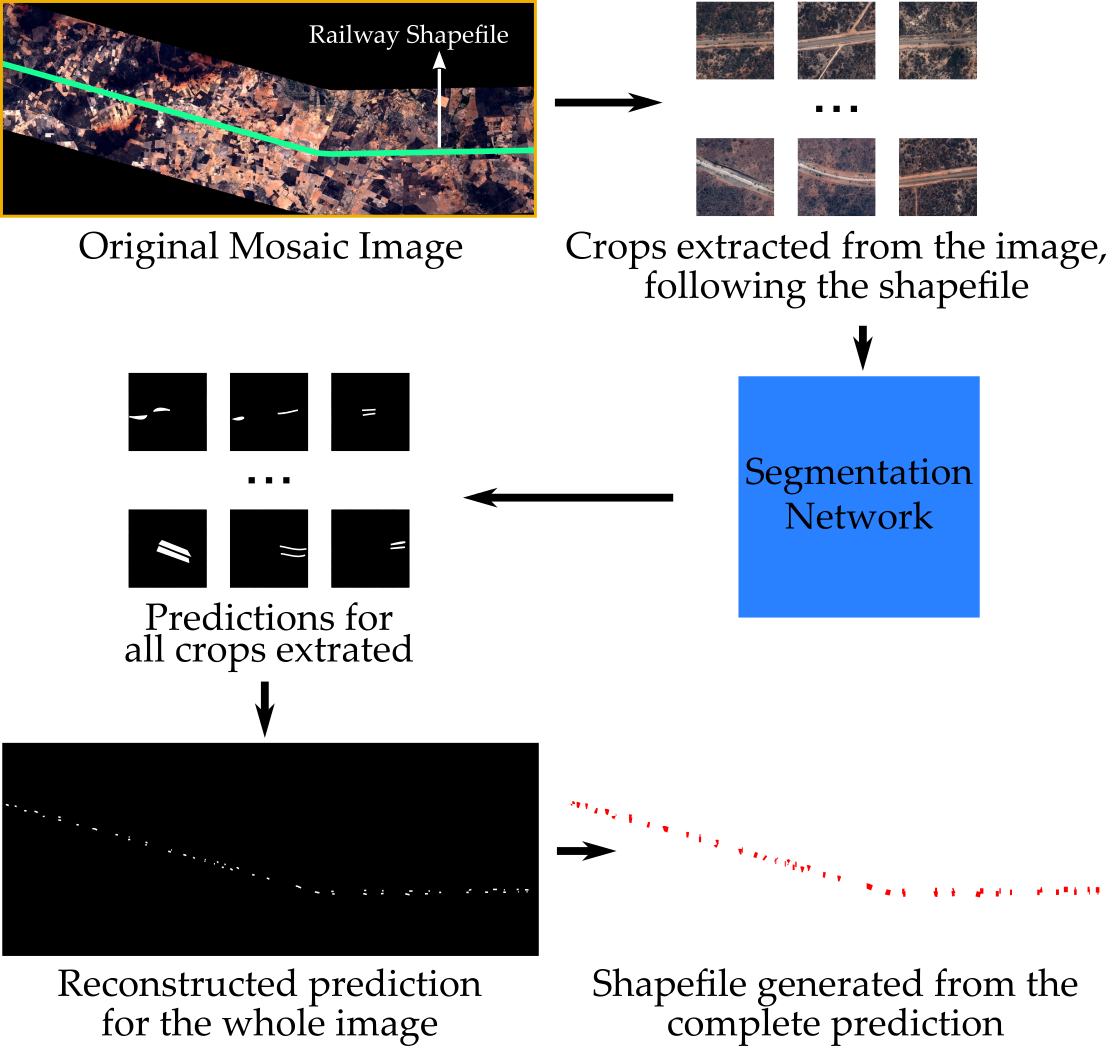 Railway Shapefile
Original Mosaic Image
Crops extracted from the image,
following the shapefile
Segmentation
Network
Predictions for
all crops extrated
Reconstructed prediction
for the whole image
Shapefile generated from the
complete prediction